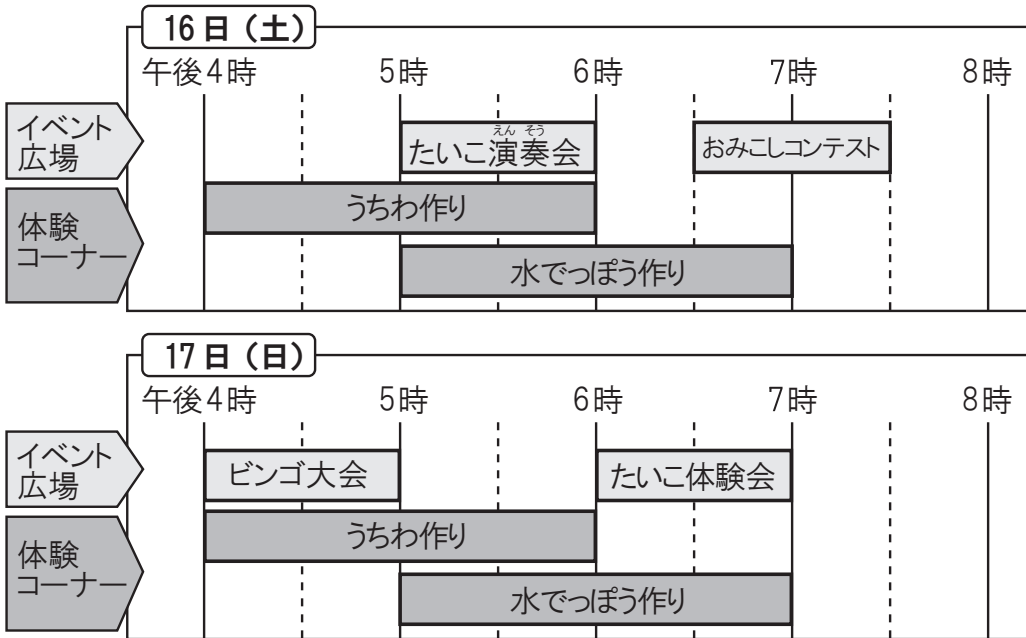 16日（土）
午後4時 5時 6時 7時 8時
イベント
広場
えん そう
たいこ演奏会
おみこしコンテスト
体験
コーナー
うちわ作り
水でっぽう作り
17日（日）
午後4時 5時 6時 7時 8時
イベント
広場
ビンゴ大会
たいこ体験会
体験
コーナー
うちわ作り
水でっぽう作り